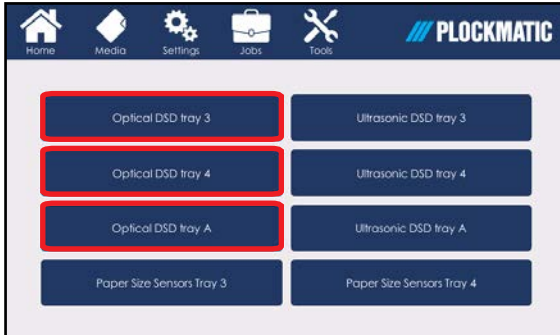 PLOCKMATIC
Home Media Settings Jobs Tools
Optical DSD tray 3 Ultrasonic DSD tray 3
Optical DSD tray 4 Ultrasonic DSD tray 4
Optical DSD tray A Ultrasonic DSD tray A
Paper Size Sensors Tray 3 Paper Size Sensors Tray 4